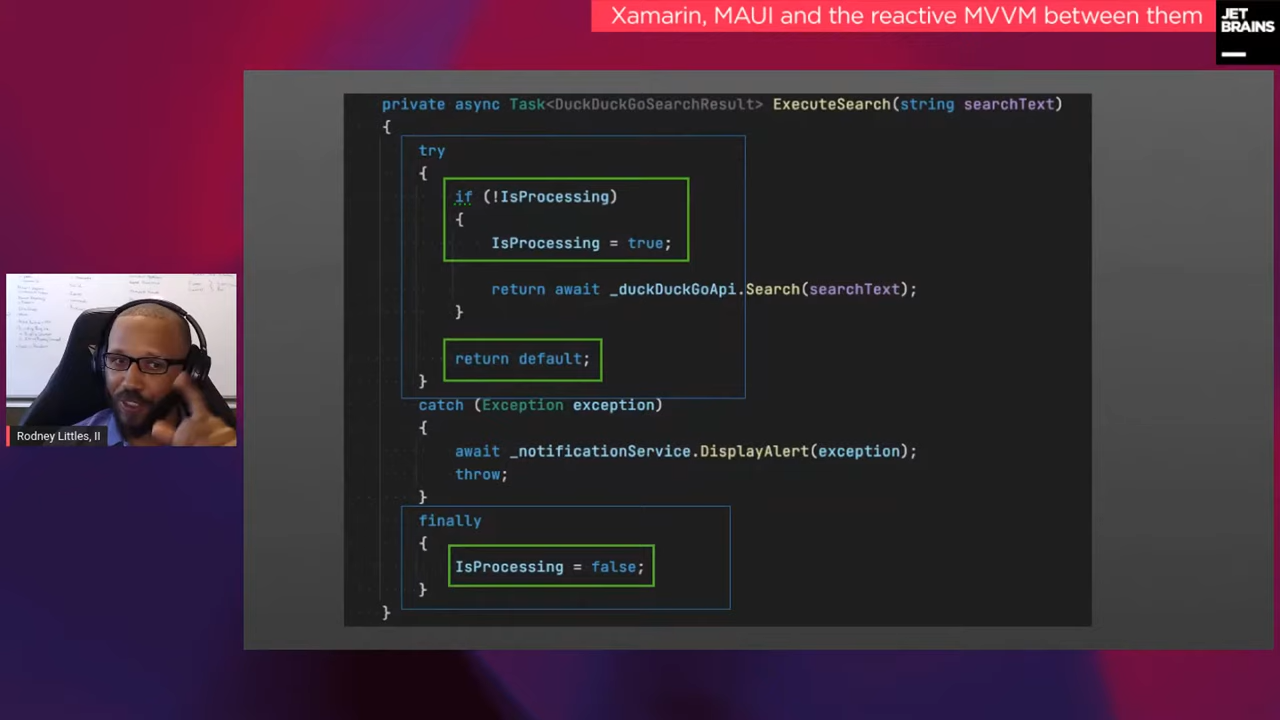 Xamarin, MAUI and the reactive MVVM between them
JET
BRAINS
private async Task<DuckDuckGoSearchResult> ExecuteSearch(string searchText)
{
try
{
if (!IsProcessing)
{
IsProcessing = true;
return await _duckDuckGoApi.Search(searchText);
}
return default;
}
catch (Exception exception)
{
await _notificationService.DisplayAlert(exception);
throw;
}
finally
{
IsProcessing = false;
}
}
Rodney Littles, II